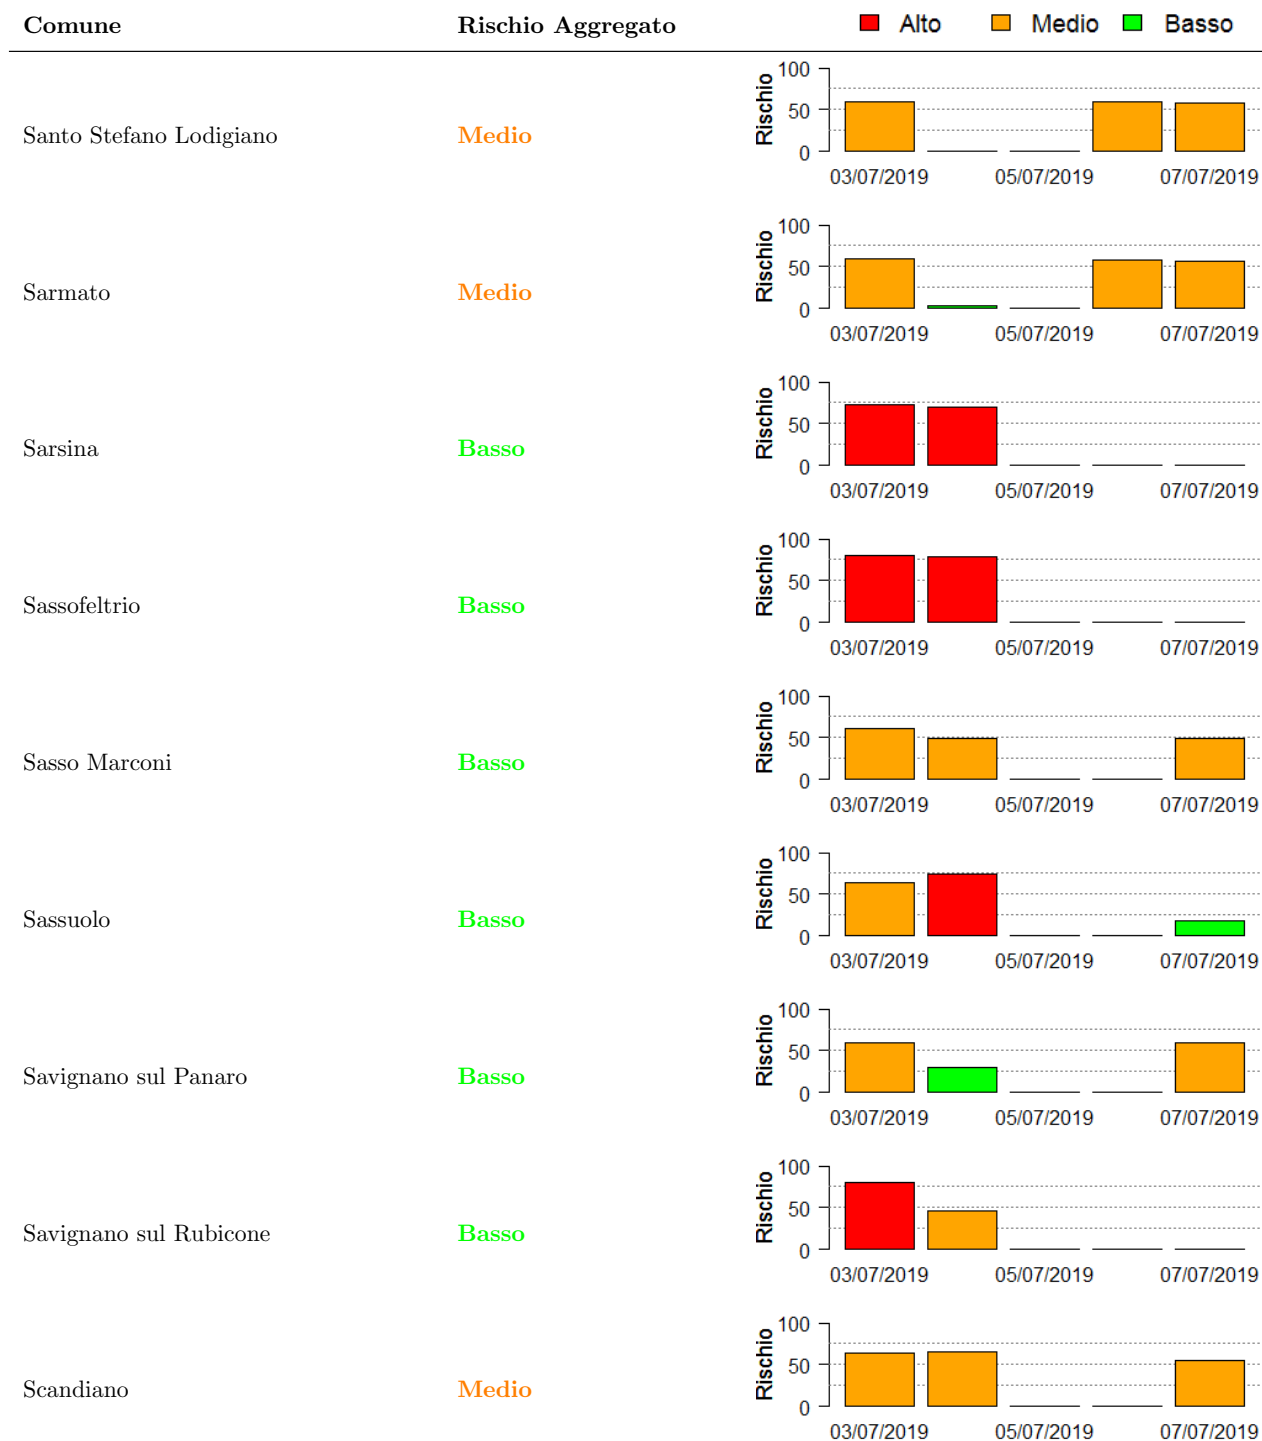 Comune Rischio Aggregato Alto Medio Basso
Santo Stefano Lodigiano Medio
Rischio
100
50
0
03/07/2019 05/07/2019 07/07/2019
Sarmato Medio
Rischio
100
50
0
03/07/2019 05/07/2019 07/07/2019
Sarsina Basso
Rischio
100
50
0
03/07/2019 05/07/2019 07/07/2019
Sassofeltrio Basso
Rischio
100
50
0
03/07/2019 05/07/2019 07/07/2019
Sasso Marconi Basso
Rischio
100
50
0
03/07/2019 05/07/2019 07/07/2019
Sassuolo Basso
Rischio
100
50
0
03/07/2019 05/07/2019 07/07/2019
Savignano sul Panaro Basso
Rischio
100
50
0
03/07/2019 05/07/2019 07/07/2019
Savignano sul Rubicone Basso
Rischio
100
50
0
03/07/2019 05/07/2019 07/07/2019
Scandiano Medio
Rischio
100
50
0
03/07/2019 05/07/2019 07/07/2019